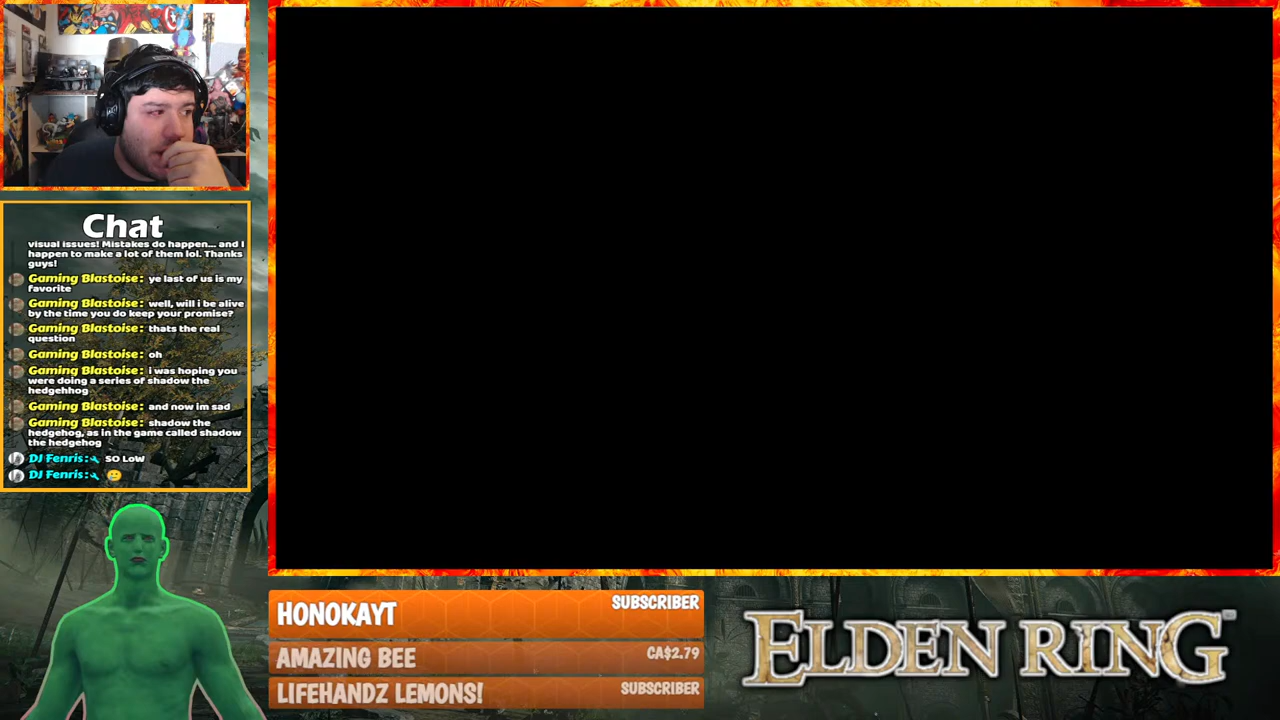 Chat
visual issues! Mistakes do happen... and I
happen to make a lot of them lol. Thanks
guys!
Gaming Blastoise: ye last of us is my
favorite
Gaming Blastoise: well, will i be alive
by the time you do keep your promise?
Gaming Blastoise: thats the real
question
Gaming Blastoise: oh
Gaming Blastoise: i was hoping you
were doing a series of shadow the
hedgehhog
Gaming Blastoise: and now im sad
Gaming Blastoise: shadow the
hedgehog, as in the game called shadow
the hedgehog
DJ Fenris: SO LoW
DJ Fenris: 🥲
HONOKAYT SUBSCRIBER
AMAZING BEE CA$2.79
LIFEHANDZ LEMONS! SUBSCRIBER
ELDEN RING